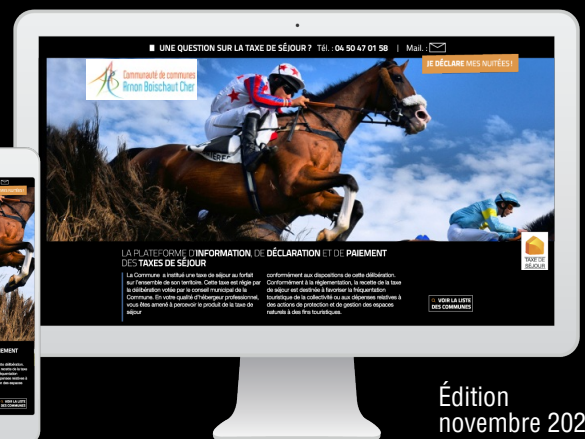 UNE QUESTION SUR LA TAXE DE SÉJOUR ? Tél. : 04 50 47 01 58 | Mail. :
JE DÉCLARE MES NUITÉES !
Communauté de communes
Arnon Boischaut Cher
LA PLATEFORME D'INFORMATION, DE DÉCLARATION ET DE PAIEMENT
DES TAXES DE SÉJOUR
La Commune a institué une taxe de séjour au forfait
sur l'ensemble de son territoire. Cette taxe est régie par
la délibération votée par le conseil municipal de la
Commune. En votre qualité d'hébergeur professionnel,
vous êtes amené à percevoir le produit de la taxe de
séjour
conformément aux dispositions de cette délibération.
Conformément à la réglementation, la recette de la taxe
de séjour est destinée à favoriser la fréquentation
touristique de la collectivité ou aux dépenses relatives à
des actions de protection et de gestion des espaces
naturels à des fins touristiques.
TAXE DE
SÉJOUR
VOIR LA LISTE
DES COMMUNES
EMENT
VOIR LA LISTE
DES COMMUNES
Édition
novembre 202